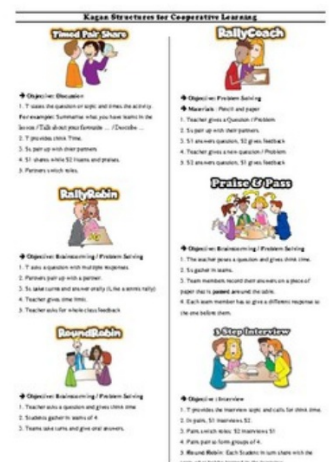 Kagan Structures for Cooperative Learning
Timed Pair Share
➔ Objective: Discussion
1. T states the question or topic and times the activity
For example: Summarize what you have learnt in the
lesson / Talk about your favourite ... / Describe ...
2. T provides think Time.
3. Ss pair up with their partners
4. S1 shares while S2 listens and praises.
5. Partners switch roles.
RallyRobin
➔ Objective: Brainstorming / Problem Solving
1. T asks a question with multiple responses.
2. Partners pair up with a partner.
3. Ss take turns and answer orally (Like a tennis rally)
4. Teacher gives time limit.
5. Teacher asks for whole class feedback
RoundRobin
➔ Objective: Brainstorming / Problem Solving
1. Teacher asks a question and gives think time
2. Students gather in teams of 4
3. Teams take turns and give oral answers.
RallyCoach
➔ Objective: Problem Solving
➔ Materials: Pencil and paper
1. Teacher gives a Question / Problem
2. Ss pair up with their partners.
3. S1 answers question, S2 gives feedback
4. Teacher gives a new question / Problem
5. S2 answers question, S1 gives feedback
Praise & Pass
➔ Objective: Brainstorming / Problem Solving
1. The teacher poses a question and gives think time.
2. Ss gather in teams.
3. Team members record their answers on a piece of
paper that is passed around the table.
4. Each team member has to give a different response to
the one before them.
3-Step Interview
➔ Objective: Interview
1. T provides the interview topic and calls for think time.
2. In pairs, S1 interviews S2.
3. Pairs switch roles: S2 interviews S1
4. Pairs pair to form groups of 4.
5. Round Robin: Each Students in turn share with the